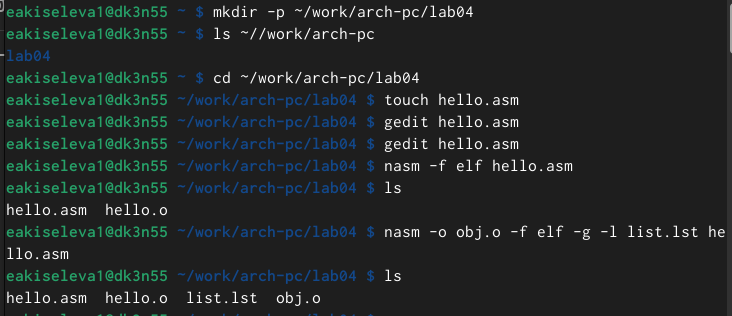 eakiseleva1@dk3n55 ~ $ mkdir -p ~/work/arch-pc/lab04
eakiseleva1@dk3n55 ~ $ ls ~//work/arch-pc
lab04
eakiseleva1@dk3n55 ~ $ cd ~/work/arch-pc/lab04
eakiseleva1@dk3n55 ~/work/arch-pc/lab04 $ touch hello.asm
eakiseleva1@dk3n55 ~/work/arch-pc/lab04 $ gedit hello.asm
eakiseleva1@dk3n55 ~/work/arch-pc/lab04 $ gedit hello.asm
eakiseleva1@dk3n55 ~/work/arch-pc/lab04 $ nasm -f elf hello.asm
eakiseleva1@dk3n55 ~/work/arch-pc/lab04 $ ls
hello.asm  hello.o
eakiseleva1@dk3n55 ~/work/arch-pc/lab04 $ nasm -o obj.o -f elf -g -l list.lst he
llo.asm
eakiseleva1@dk3n55 ~/work/arch-pc/lab04 $ ls
hello.asm  hello.o  list.lst  obj.o